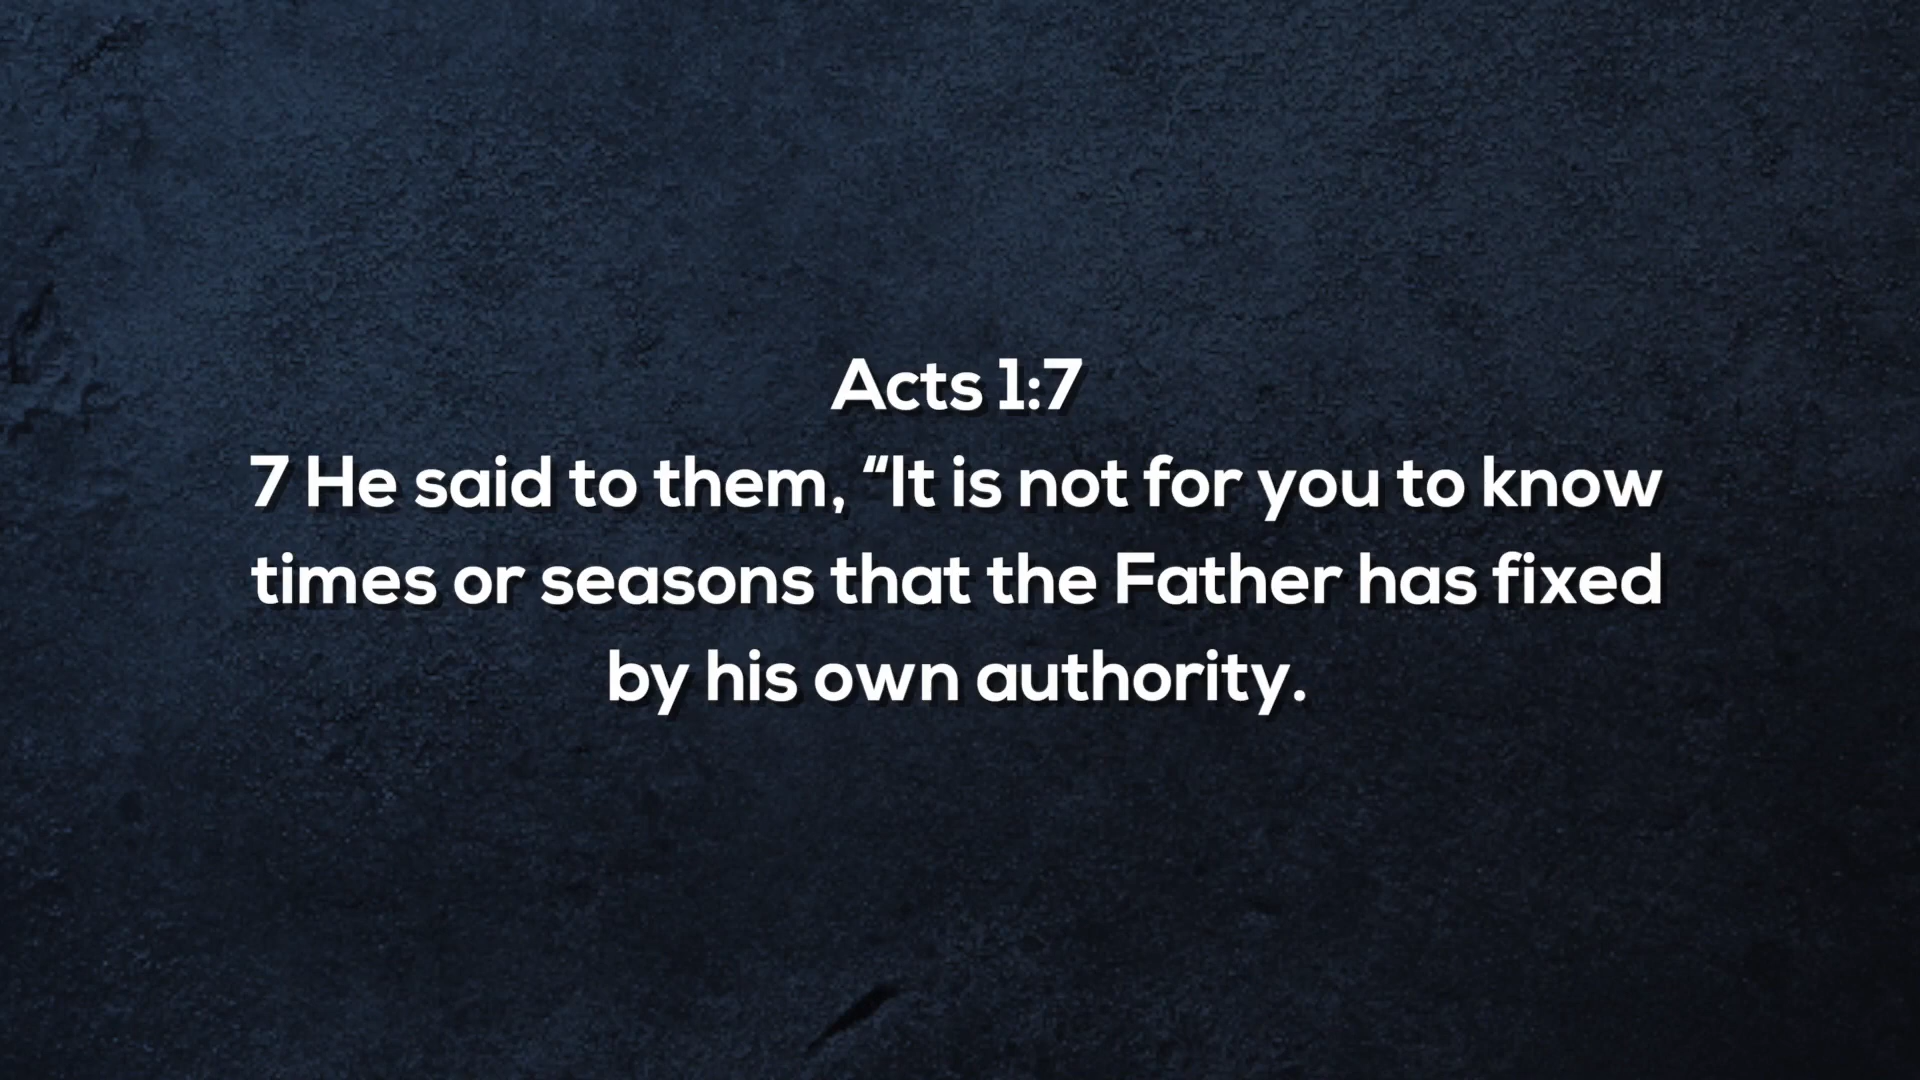 Acts 1:7
7 He said to them, “It is not for you to know
times or seasons that the Father has fixed
by his own authority.